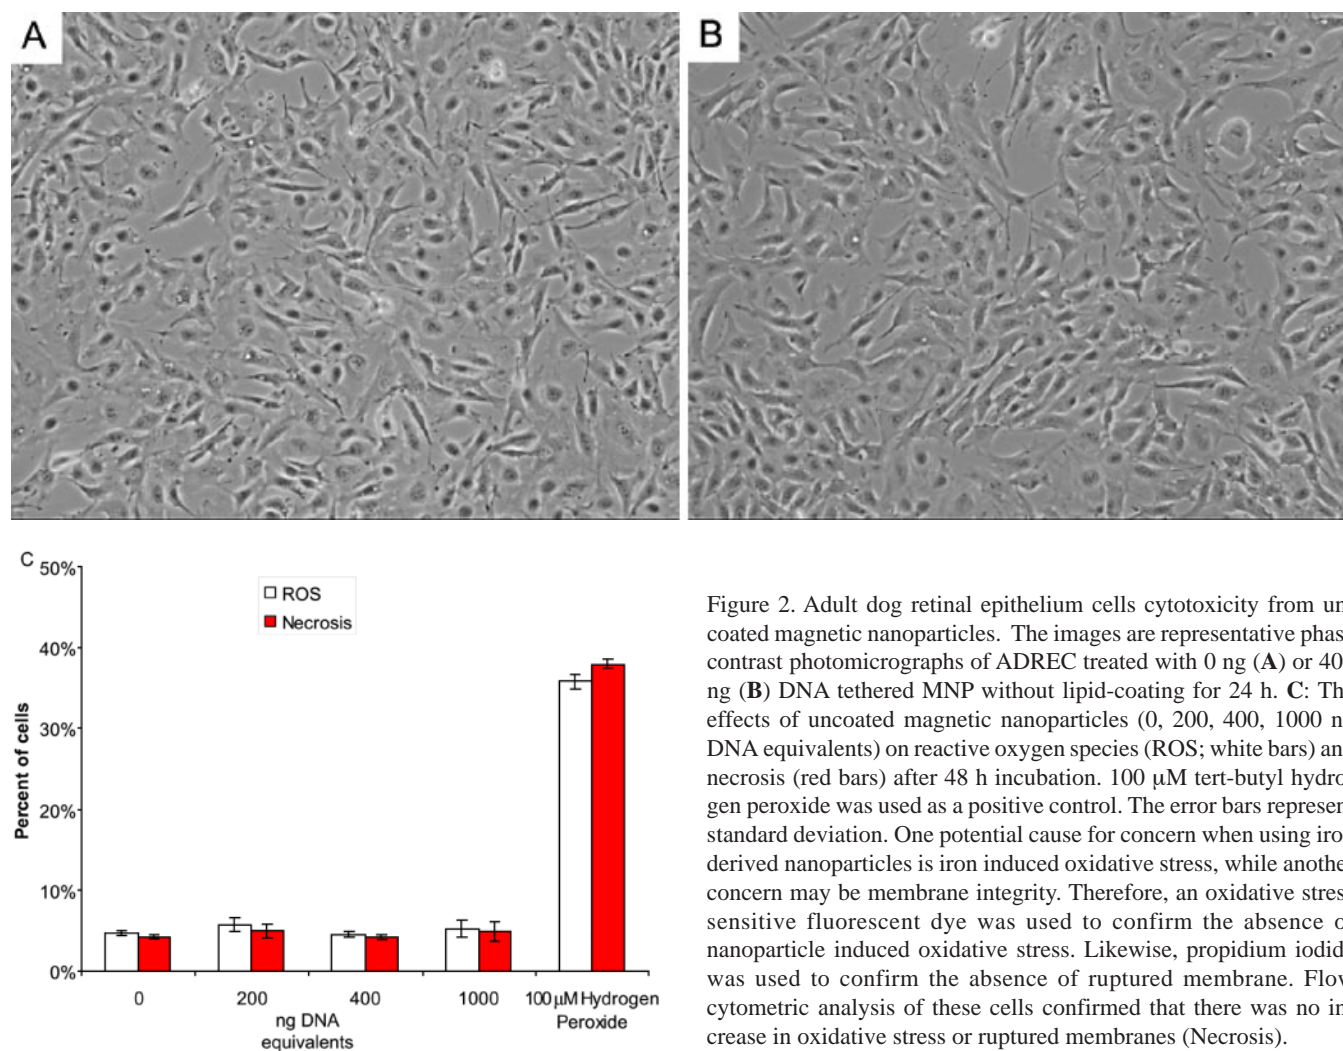 A
B
C
50%
40%
30%
20%
10%
0%
Percent of cells
ROS
Necrosis
0
200
400
1000
100 μM Hydrogen
Peroxide
ng DNA
equivalents
Figure 2. Adult dog retinal epithelium cells cytotoxicity from un
coated magnetic nanoparticles. The images are representative phas
contrast photomicrographs of ADREC treated with 0 ng (A) or 40
ng (B) DNA tethered MNP without lipid-coating for 24 h. C: Th
effects of uncoated magnetic nanoparticles (0, 200, 400, 1000 n
DNA equivalents) on reactive oxygen species (ROS; white bars) an
necrosis (red bars) after 48 h incubation. 100 μM tert-butyl hydro
gen peroxide was used as a positive control. The error bars represen
standard deviation. One potential cause for concern when using iro
derived nanoparticles is iron induced oxidative stress, while anothe
concern may be membrane integrity. Therefore, an oxidative stres
sensitive fluorescent dye was used to confirm the absence o
nanoparticle induced oxidative stress. Likewise, propidium iodid
was used to confirm the absence of ruptured membrane. Flow
cytometric analysis of these cells confirmed that there was no in
crease in oxidative stress or ruptured membranes (Necrosis).